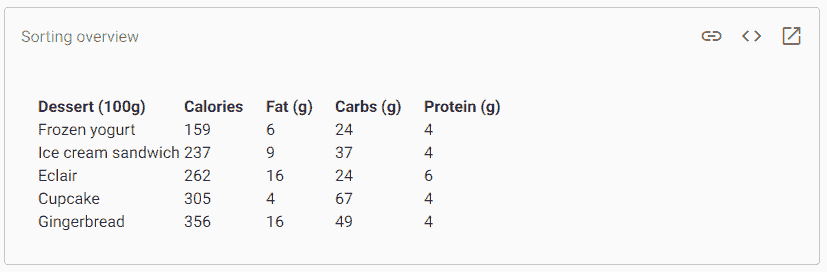 Sorting overview
Dessert (100g) Calories Fat (g) Carbs (g) Protein (g)
Frozen yogurt 159 6 24 4
Ice cream sandwich 237 9 37 4
Eclair 262 16 24 6
Cupcake 305 4 67 4
Gingerbread 356 16 49 4